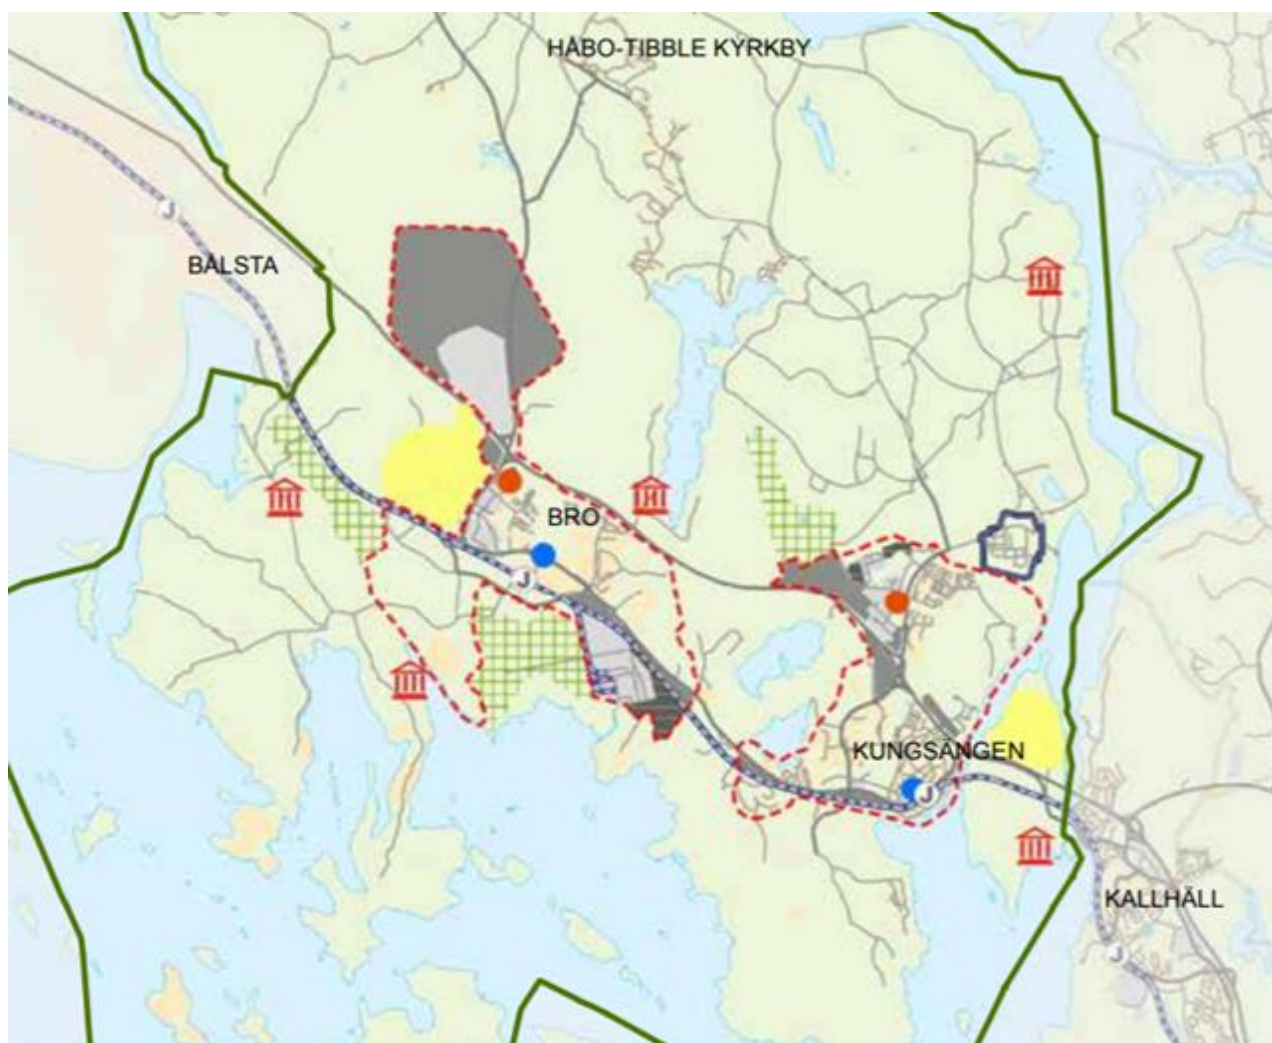 HÅBO-TIBBLE KYRKBY
J
BÅLSTA
BRO
J
KUNGSÄNGEN
J
KALLHÄLL
J